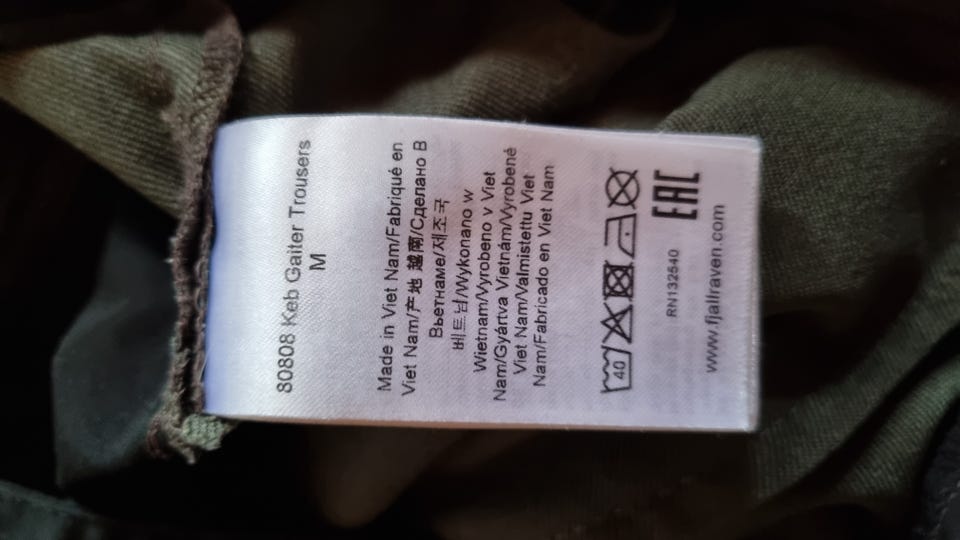 80808 Keb Gaiter Trousers
M
Made in Viet Nam/Fabriqué en
Viet Nam/产地 越南/Сделано В
Вьетнаме/제조국
베트남/Wykonano w
Wietnam/Vyrobeno v Viet
Nam/Gyártva Vietnám/Vyrobené
Viet Nam/Valmistettu Viet
Nam/Fabricado en Viet Nam
40
EAC
RN132540
www.fjallraven.com